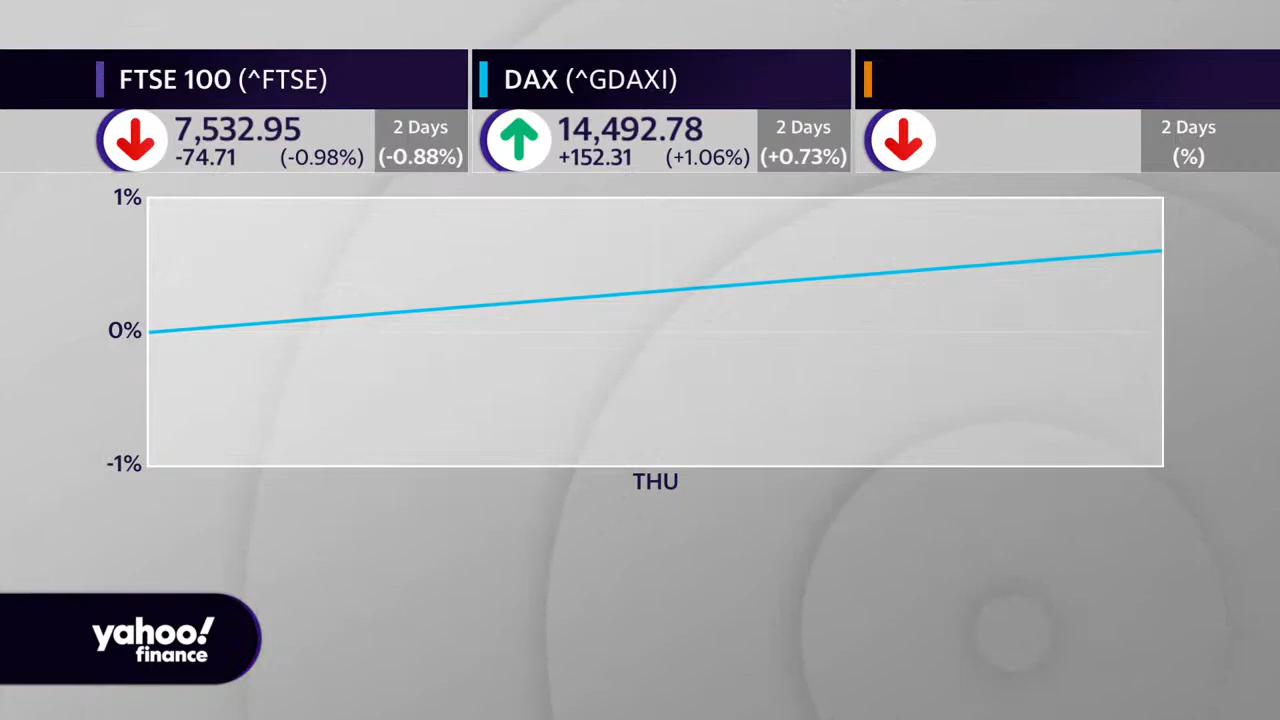 FTSE 100 (^FTSE)
7,532.95
-74.71 (-0.98%)
2 Days
(-0.88%)
DAX (^GDAXI)
14,492.78
+152.31 (+1.06%)
2 Days
(+0.73%)
2 Days
(%)
1%
0%
-1%
THU
yahoo!
finance